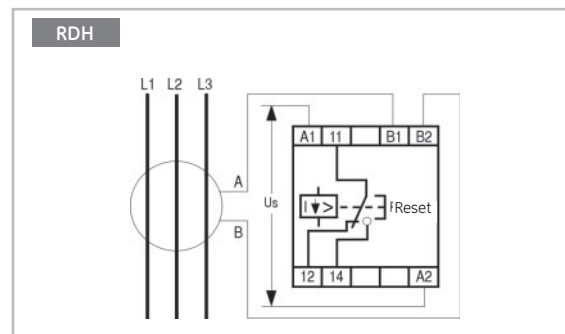 RDH
L1 L2 L3
A1 11 B1 B2
A
Us
I > Reset
B
12 14 A2